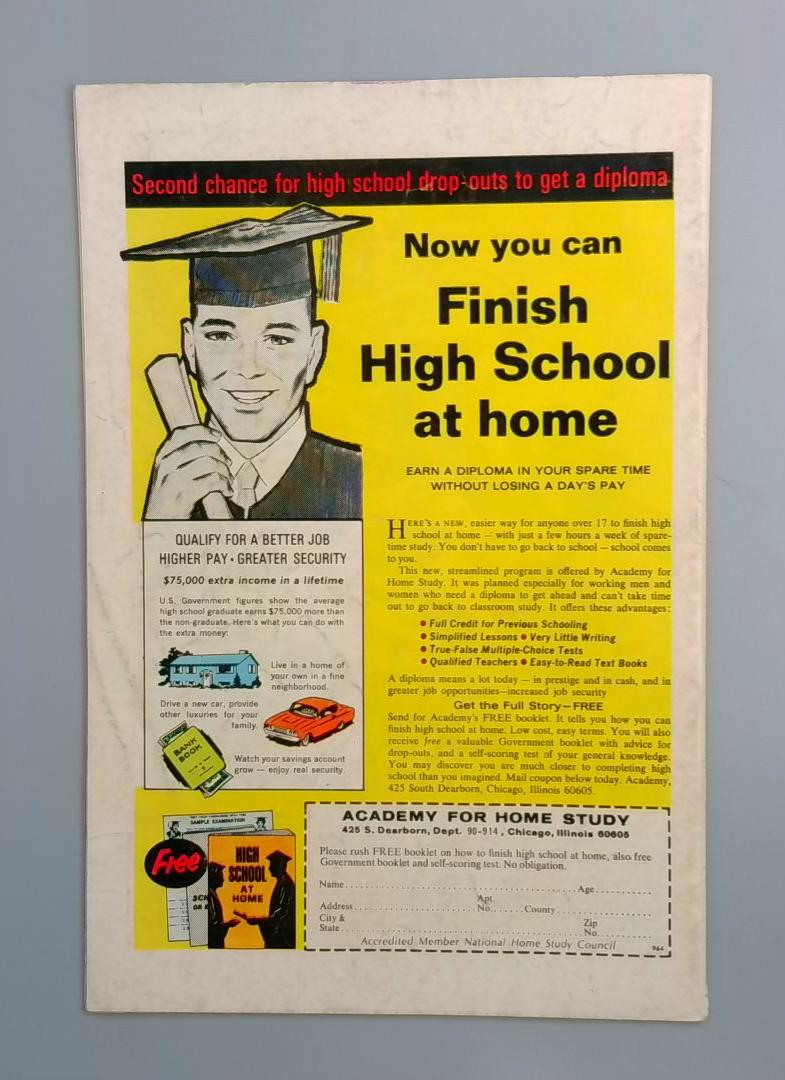 Second chance for high school drop-outs to get a diploma
Now you can
Finish
High School
at home
EARN A DIPLOMA IN YOUR SPARE TIME
WITHOUT LOSING A DAY'S PAY
HERE'S A NEW, easier way for anyone over 17 to finish high
school at home — with just a few hours a week of spare-
time study. You don't have to go back to school — school comes
to you.
This new, streamlined program is offered by Academy for
Home Study. It was planned especially for working men and
women who need a diploma to get ahead and can't take time
out to go back to classroom study. It offers these advantages:
• Full Credit for Previous Schooling
• Simplified Lessons • Very Little Writing
• True-False Multiple-Choice Tests
• Qualified Teachers • Easy-to-Read Text Books
A diploma means a lot today — in prestige and in cash, and in
greater job opportunities—increased job security
Get the Full Story—FREE
Send for Academy's FREE booklet. It tells you how you can
finish high school at home. Low cost, easy terms. You will also
receive free a valuable Government booklet with advice for
drop-outs, and a self-scoring test of your general knowledge.
You may discover you are much closer to completing high
school than you imagined. Mail coupon below today. Academy,
425 South Dearborn, Chicago, Illinois 60605.
QUALIFY FOR A BETTER JOB
HIGHER PAY • GREATER SECURITY
$75,000 extra income in a lifetime
U.S. Government figures show the average
high school graduate earns $75,000 more than
the non-graduate. Here's what you can do with
the extra money:
Live in a home of
your own in a fine
neighborhood.
Drive a new car, provide
other luxuries for your
family.
BANK
BOOK
Watch your savings account
grow — enjoy real security.
SAMPLE EXAMINATION
Free
HIGH
SCHOOL
AT
HOME
ACADEMY FOR HOME STUDY
425 S. Dearborn, Dept. 90-914, Chicago, Illinois 60605
Please rush FREE booklet on how to finish high school at home, also free
Government booklet and self-scoring test. No obligation.
Name..........Age..........
Address..........Apt. No.......County..........
City &
State..........Zip No..........
Accredited Member National Home Study Council
964